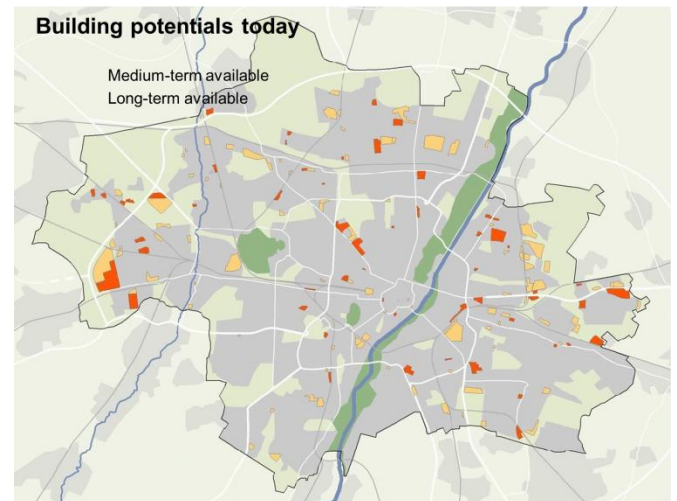 Building potentials today
Medium-term available
Long-term available